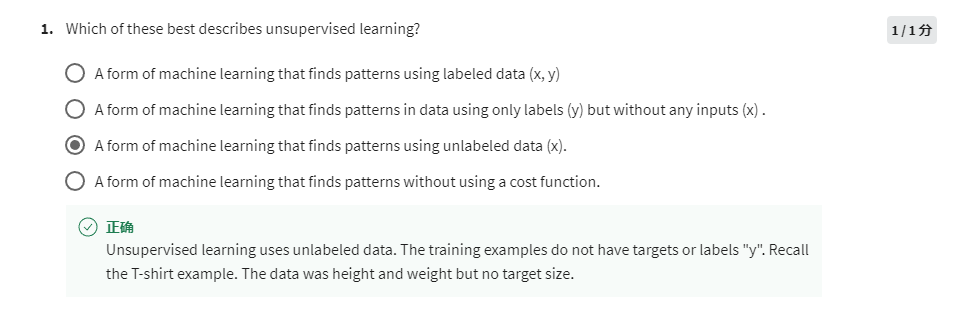 1. Which of these best describes unsupervised learning?
1 / 1 分
A form of machine learning that finds patterns using labeled data (x, y)
A form of machine learning that finds patterns in data using only labels (y) but without any inputs (x) .
A form of machine learning that finds patterns using unlabeled data (x).
A form of machine learning that finds patterns without using a cost function.
正确
Unsupervised learning uses unlabeled data. The training examples do not have targets or labels "y". Recall
the T-shirt example. The data was height and weight but no target size.